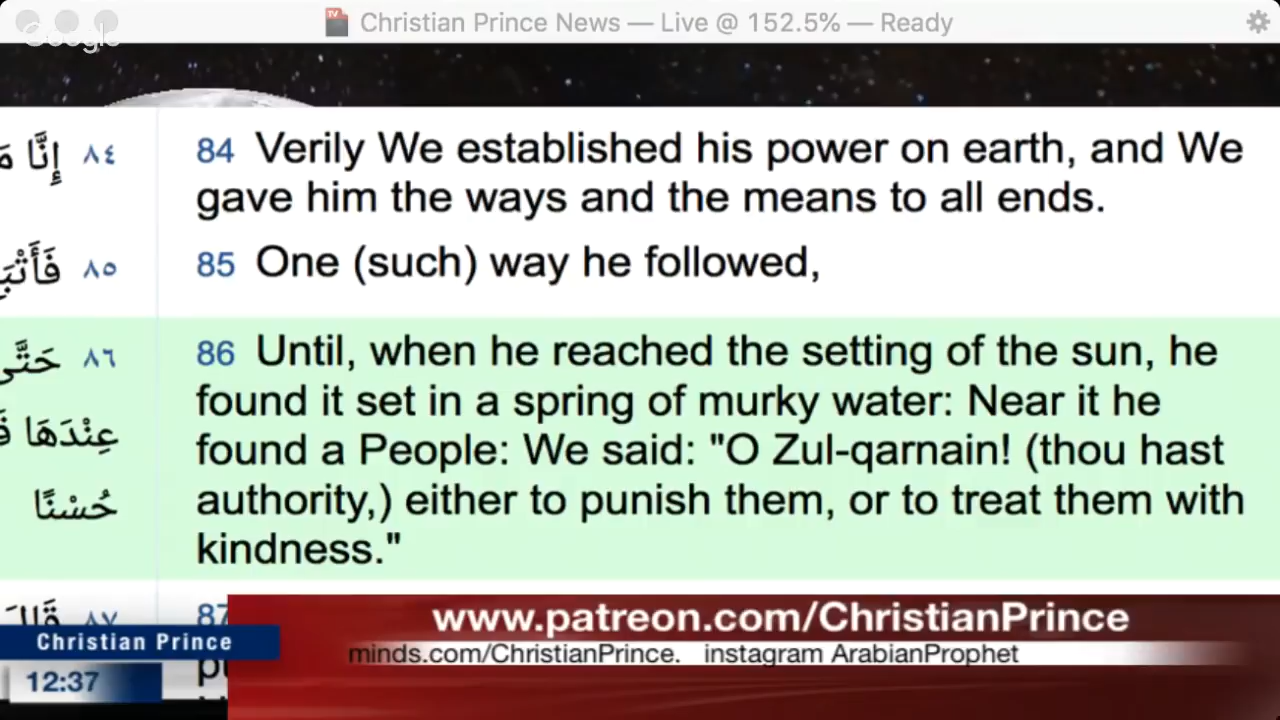 Christian Prince News — Live @ 152.5% — Ready
Google
٨٤ إِنَّا
84 Verily We established his power on earth, and We
gave him the ways and the means to all ends.
٨٥
85 One (such) way he followed,
٨٦
86 Until, when he reached the setting of the sun, he
found it set in a spring of murky water: Near it he
عِنْدَهَا
found a People: We said: "O Zul-qarnain! (thou hast
حُسْنًا
authority,) either to punish them, or to treat them with
kindness."
٨٧
87
www.patreon.com/ChristianPrince
Christian Prince
minds.com/ChristianPrince. instagram ArabianProphet
12:37